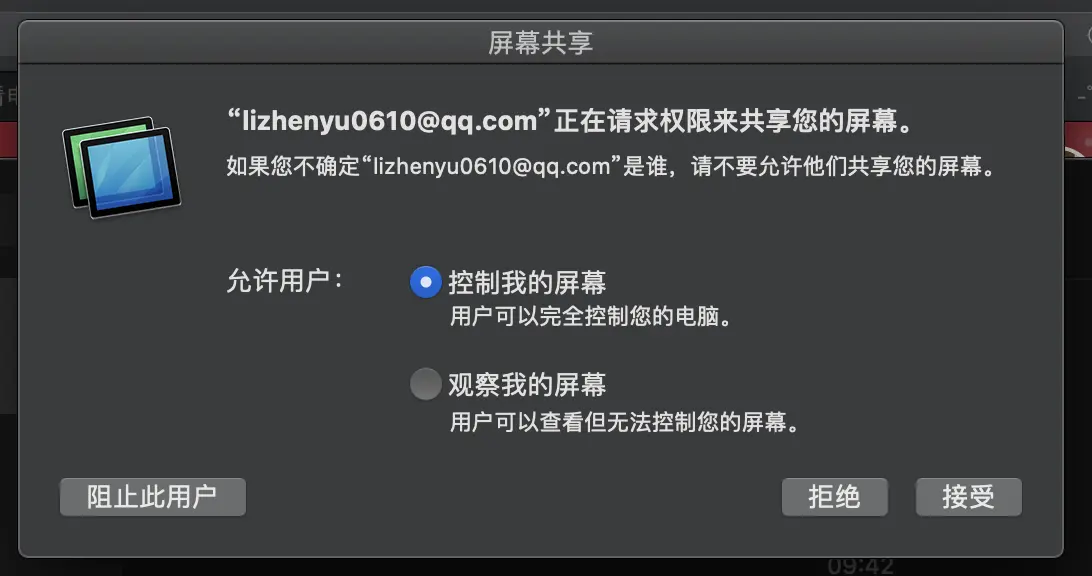 屏幕共享
“lizhenyu0610@qq.com”正在请求权限来共享您的屏幕。
如果您不确定“lizhenyu0610@qq.com”是谁，请不要允许他们共享您的屏幕。
允许用户：
控制我的屏幕
用户可以完全控制您的电脑。
观察我的屏幕
用户可以查看但无法控制您的屏幕。
阻止此用户
拒绝
接受
09:42